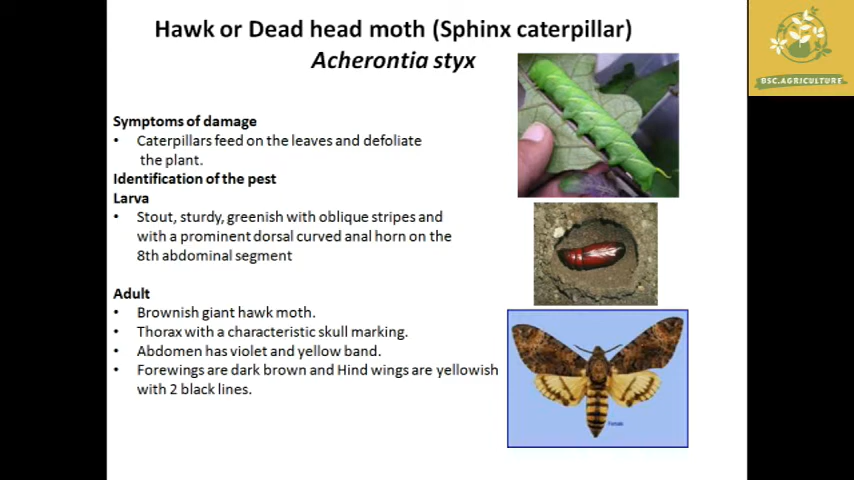 Hawk or Dead head moth (Sphinx caterpillar)
Acherontia styx
BSC.AGRICULTURE
Symptoms of damage
• Caterpillars feed on the leaves and defoliate
the plant.
Identification of the pest
Larva
• Stout, sturdy, greenish with oblique stripes and
with a prominent dorsal curved anal horn on the
8th abdominal segment
Adult
• Brownish giant hawk moth.
• Thorax with a characteristic skull marking.
• Abdomen has violet and yellow band.
• Forewings are dark brown and Hind wings are yellowish
with 2 black lines.
Female